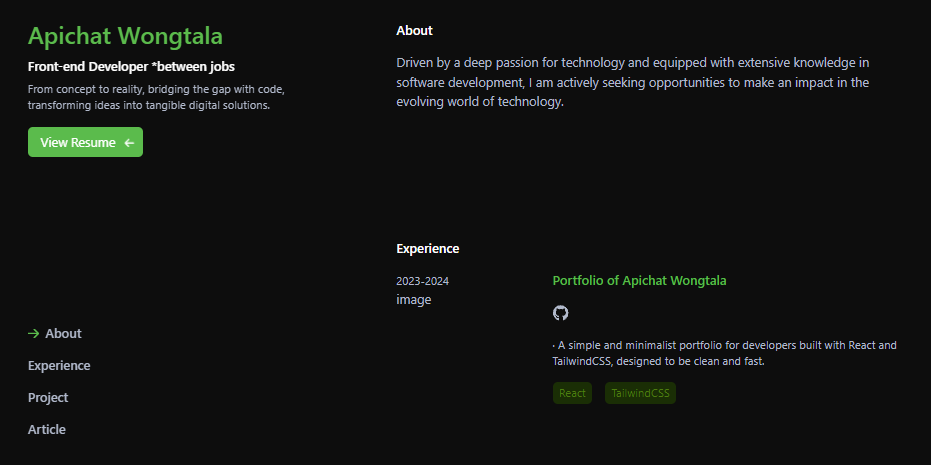 Apichat Wongtala
Front-end Developer *between jobs
From concept to reality, bridging the gap with code,
transforming ideas into tangible digital solutions.
View Resume
About
Experience
Project
Article
About
Driven by a deep passion for technology and equipped with extensive knowledge in
software development, I am actively seeking opportunities to make an impact in the
evolving world of technology.
Experience
2023-2024
image
Portfolio of Apichat Wongtala
· A simple and minimalist portfolio for developers built with React and
TailwindCSS, designed to be clean and fast.
React
TailwindCSS